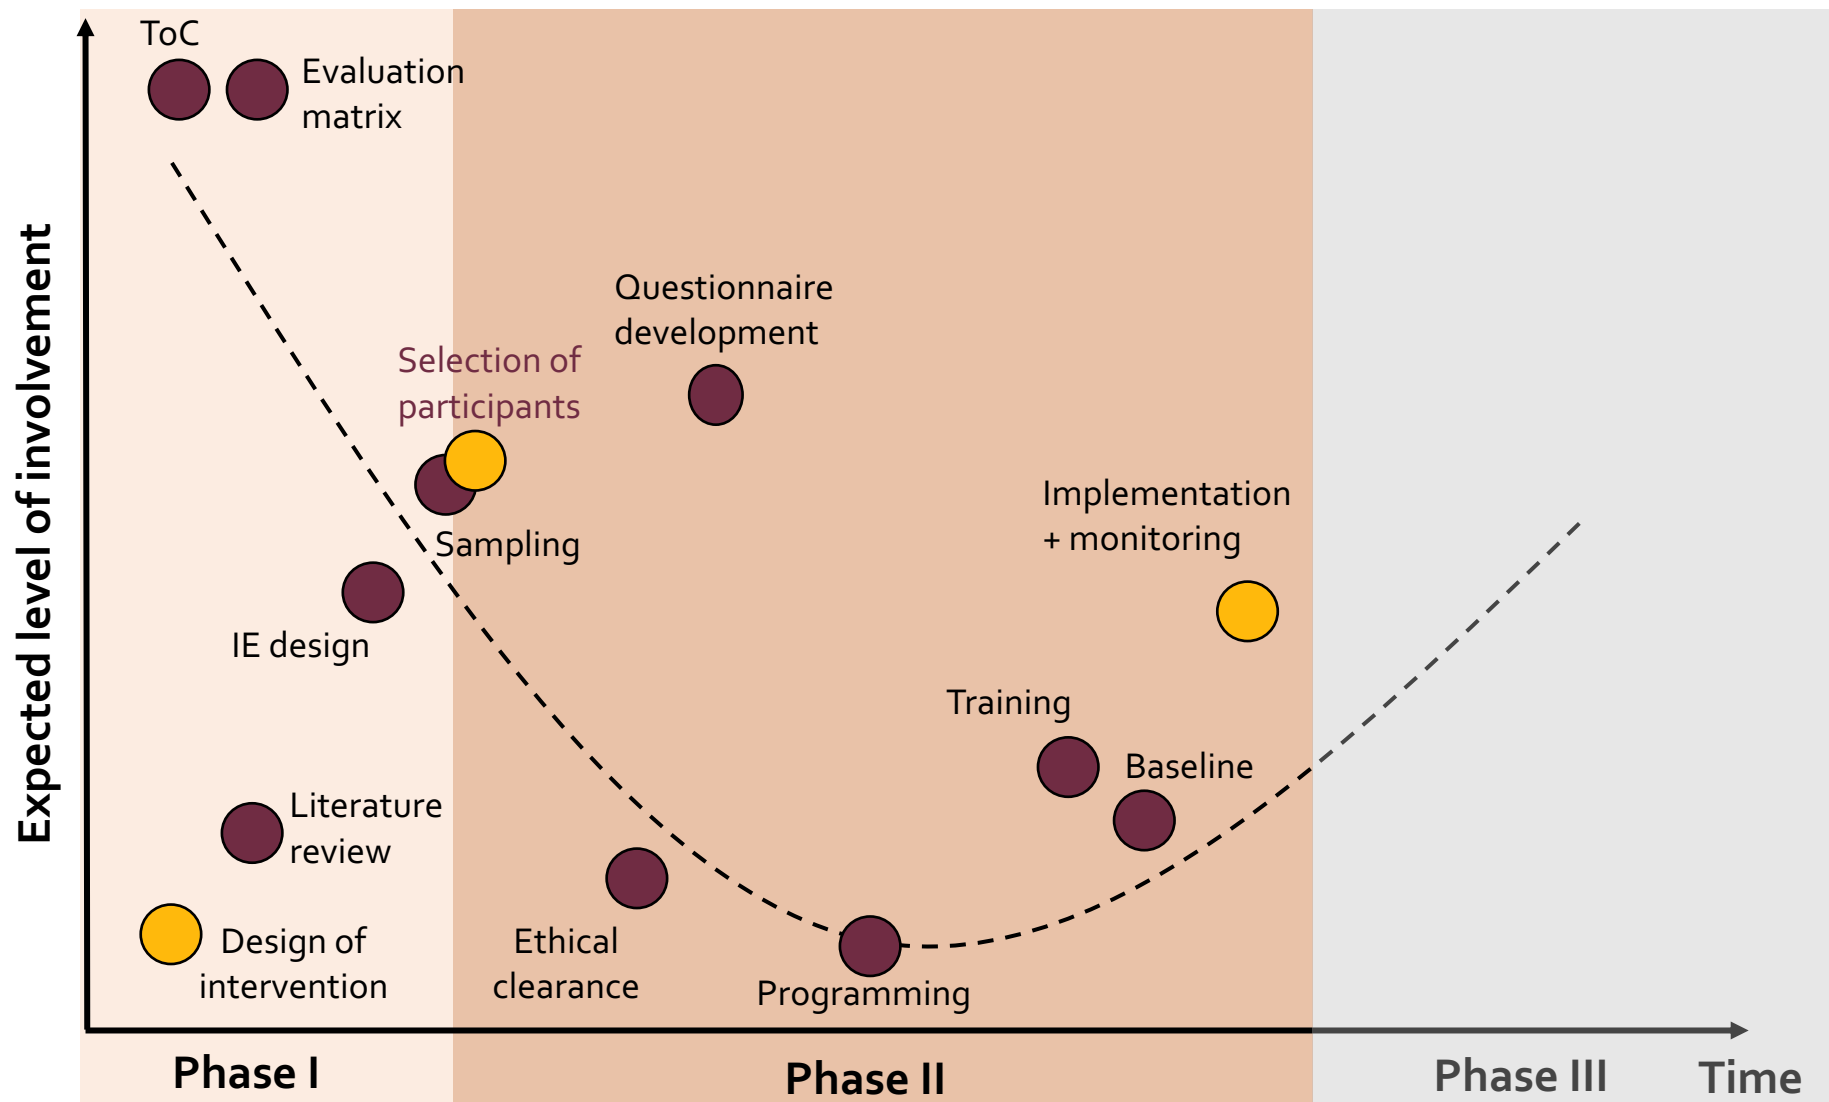 ToC
Evaluation
matrix
Expected level of involvement
Questionnaire
development
Selection of
participants
Sampling
Implementation
+ monitoring
IE design
Training
Baseline
Literature
review
Design of
intervention
Ethical
clearance
Programming
Phase I
Phase II
Phase III
Time